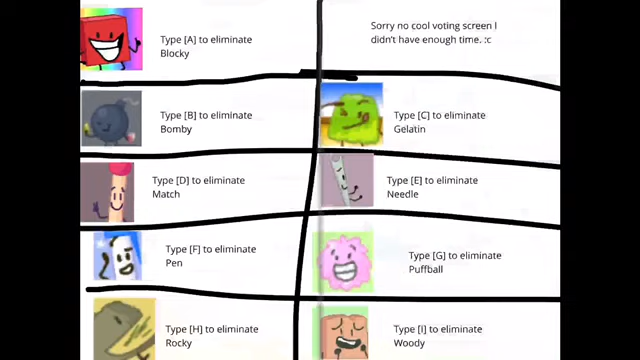 Type [A] to eliminate
Blocky
Sorry no cool voting screen I
didn't have enough time. :c
Type [B] to eliminate
Bomby
Type [C] to eliminate
Gelatin
Type [D] to eliminate
Match
Type [E] to eliminate
Needle
Type [F] to eliminate
Pen
Type [G] to eliminate
Puffball
Type [H] to eliminate
Rocky
Type [I] to eliminate
Woody